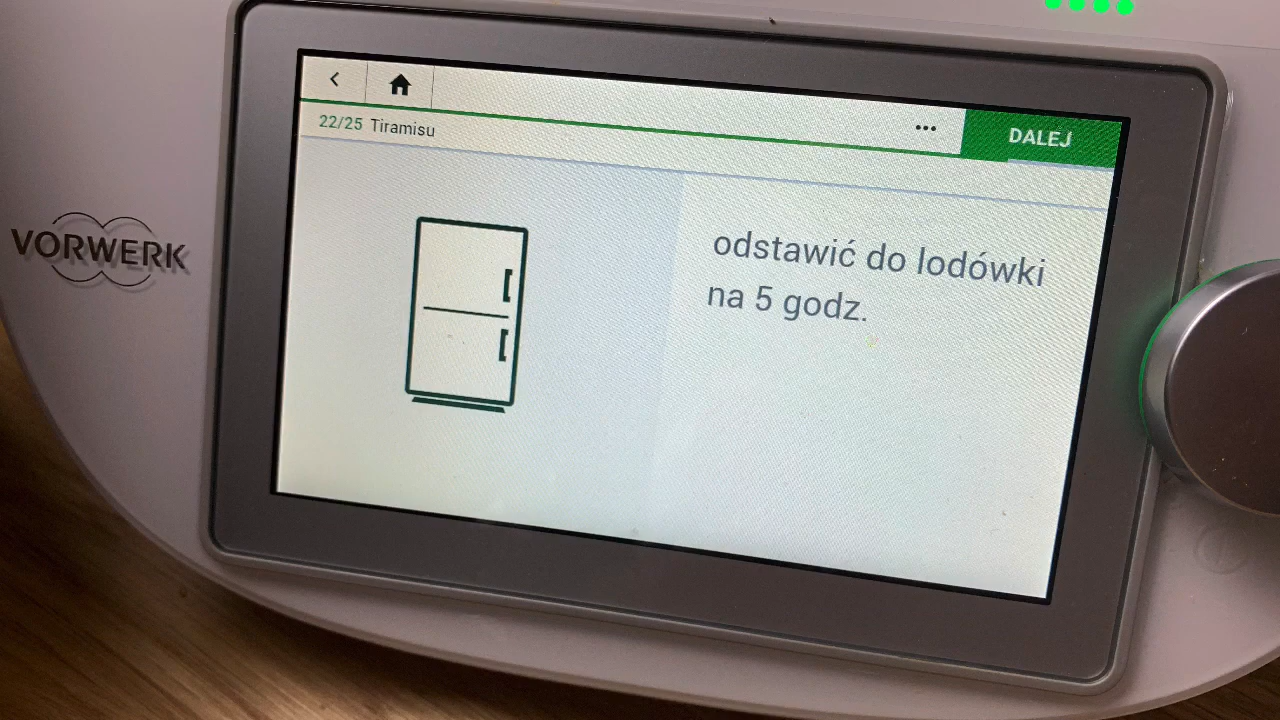 22/25 Tiramisu
DALEJ
VORWERK
odstawić do lodówki
na 5 godz.